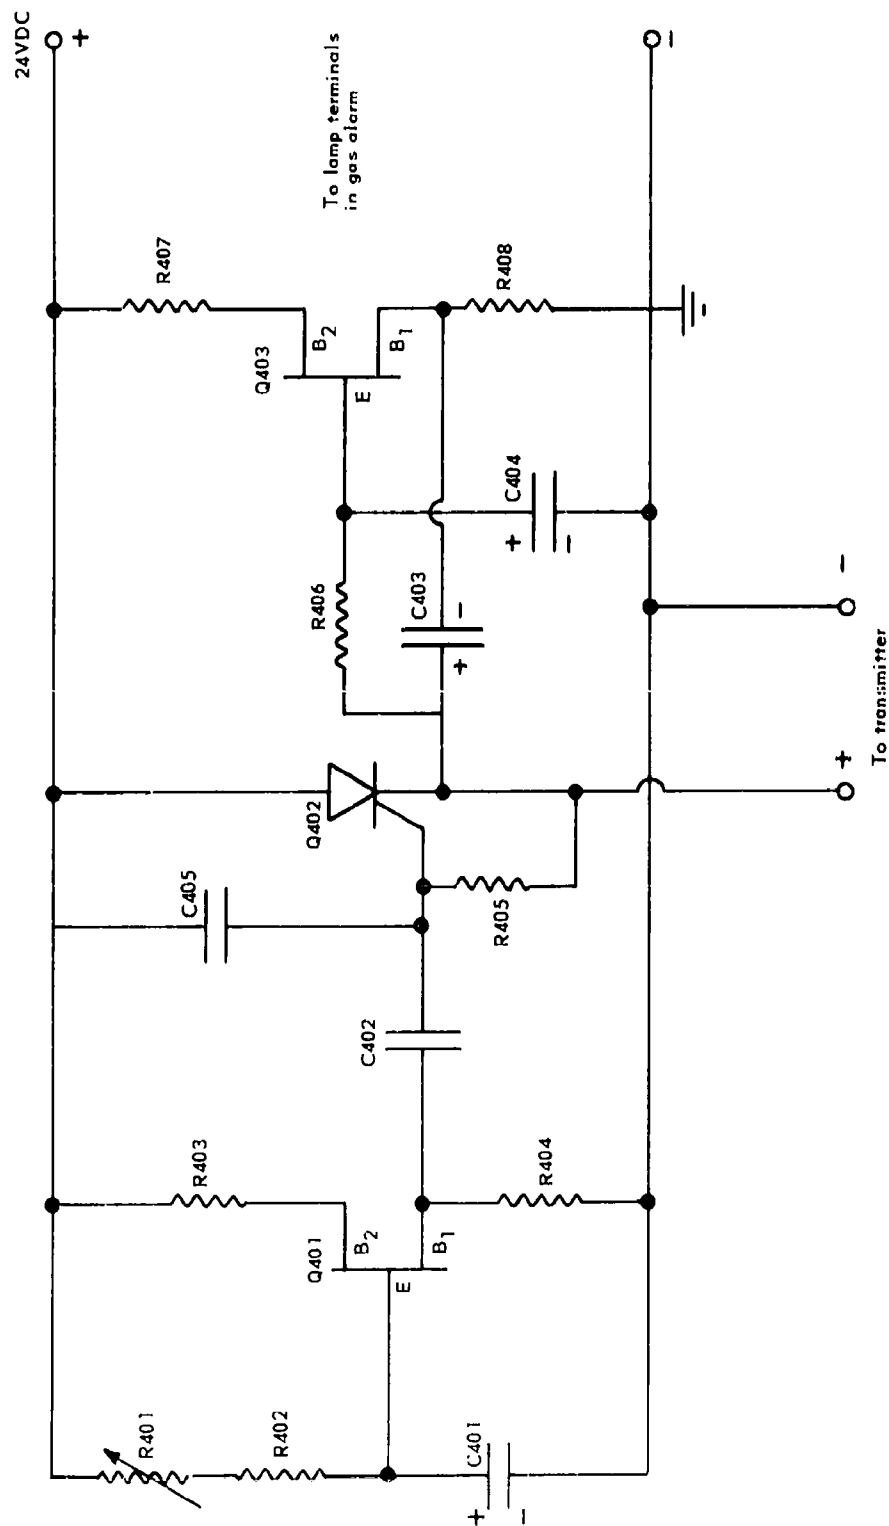 24VDC
+
−
To lamp terminals
in gas alarm
R407
Q403
B2
E
B1
R408
C404
+
−
R406
C403
+
−
−
+
To transmitter
Q402
C405
R405
C402
R403
Q401
B2
E
B1
R404
R401
R402
C401
+
−